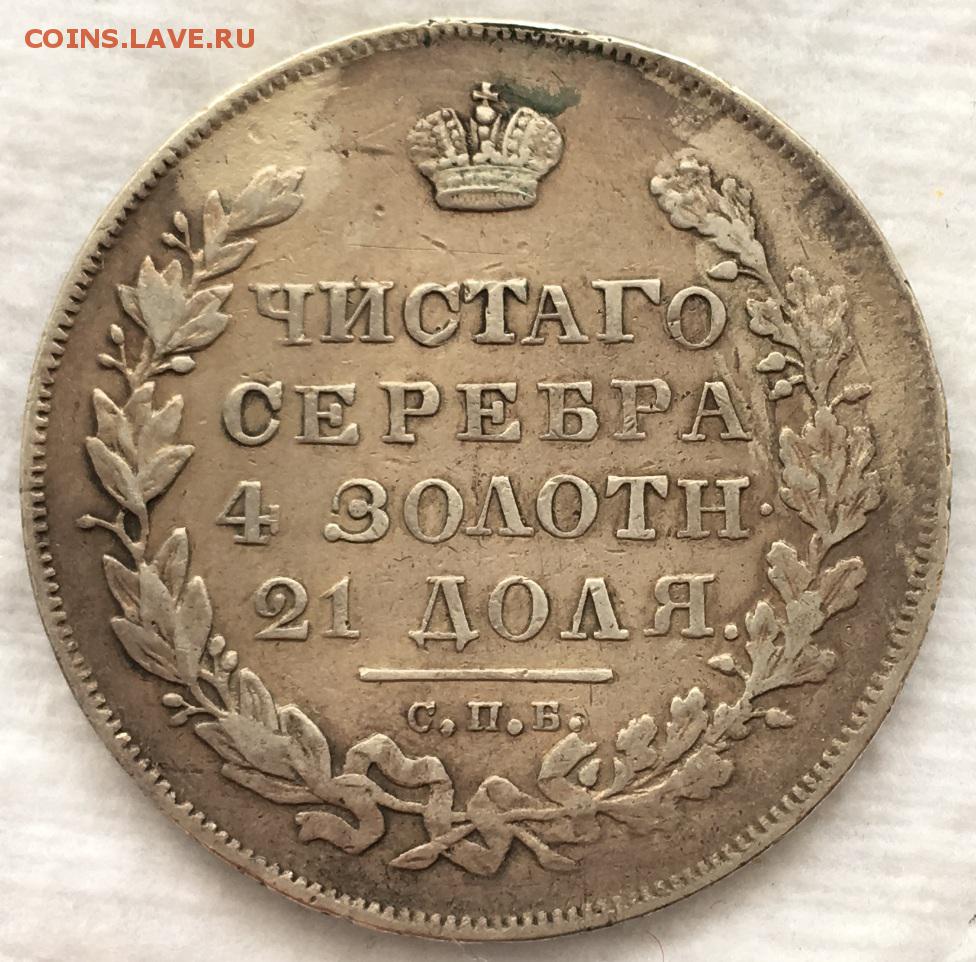 COINS.LAVE.RU
ЧИСТАГО
СЕРЕБРА
4 ЗОЛОТН.
21 ДОЛЯ.
С.П.Б.